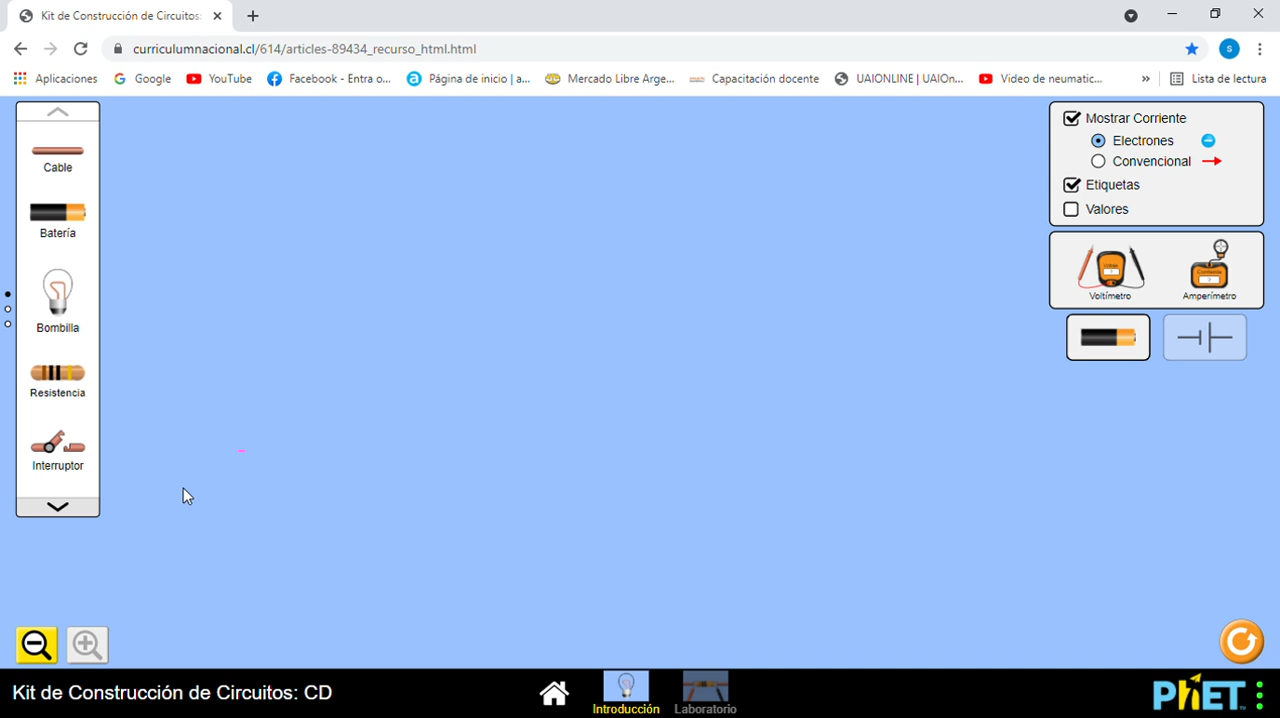 Kit de Construcción de Circuitos:
curriculumnacional.cl/614/articles-89434_recurso_html.html
S
Aplicaciones
Google
YouTube
Facebook - Entra o...
Página de inicio | a...
Mercado Libre Arge...
Capacitación docente
UAIONLINE | UAIOn...
Video de neumatic...
»
Lista de lectura
Cable
Batería
Bombilla
Resistencia
Interruptor
Mostrar Corriente
Electrones
Convencional
Etiquetas
Valores
Voltímetro
Amperímetro
Kit de Construcción de Circuitos: CD
Introducción
Laboratorio
PhET